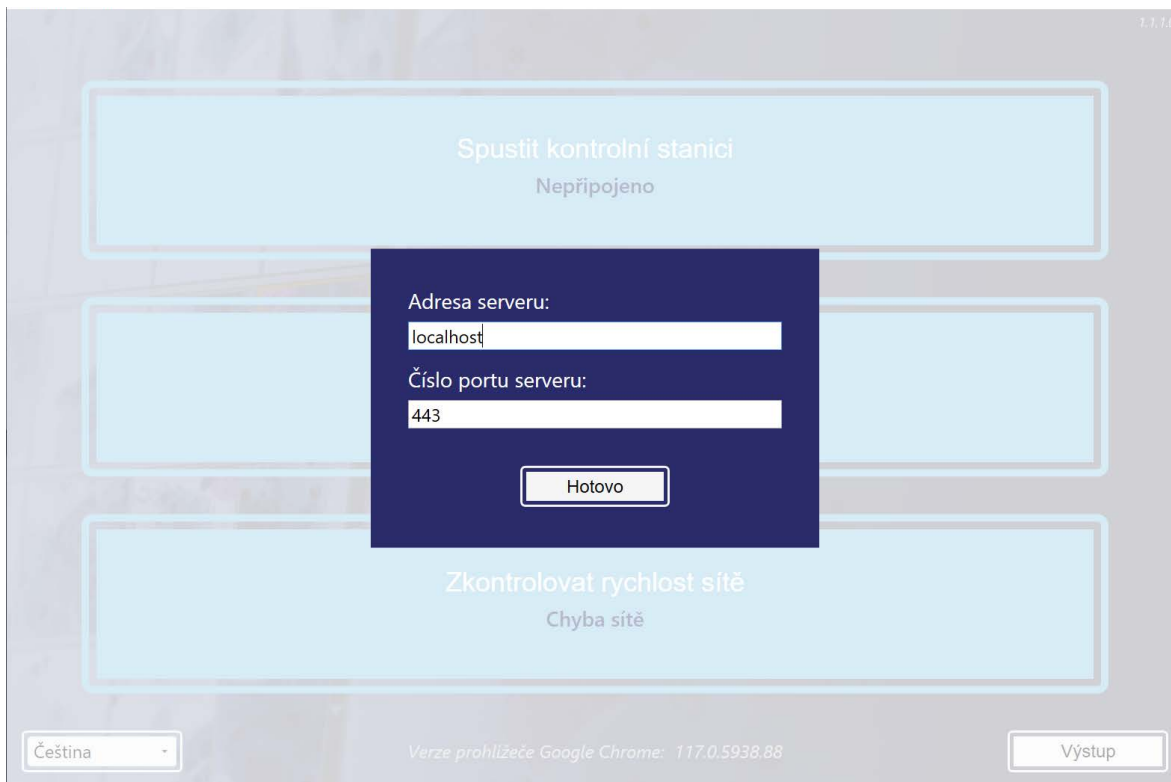 1.1.1.
Spustit kontrolní stanici
Nepřipojeno
Adresa serveru:
localhost
Číslo portu serveru:
443
Hotovo
Zkontrolovat rychlost sítě
Chyba sítě
Čeština
Verze prohlížeče Google Chrome: 117.0.5938.88
Výstup